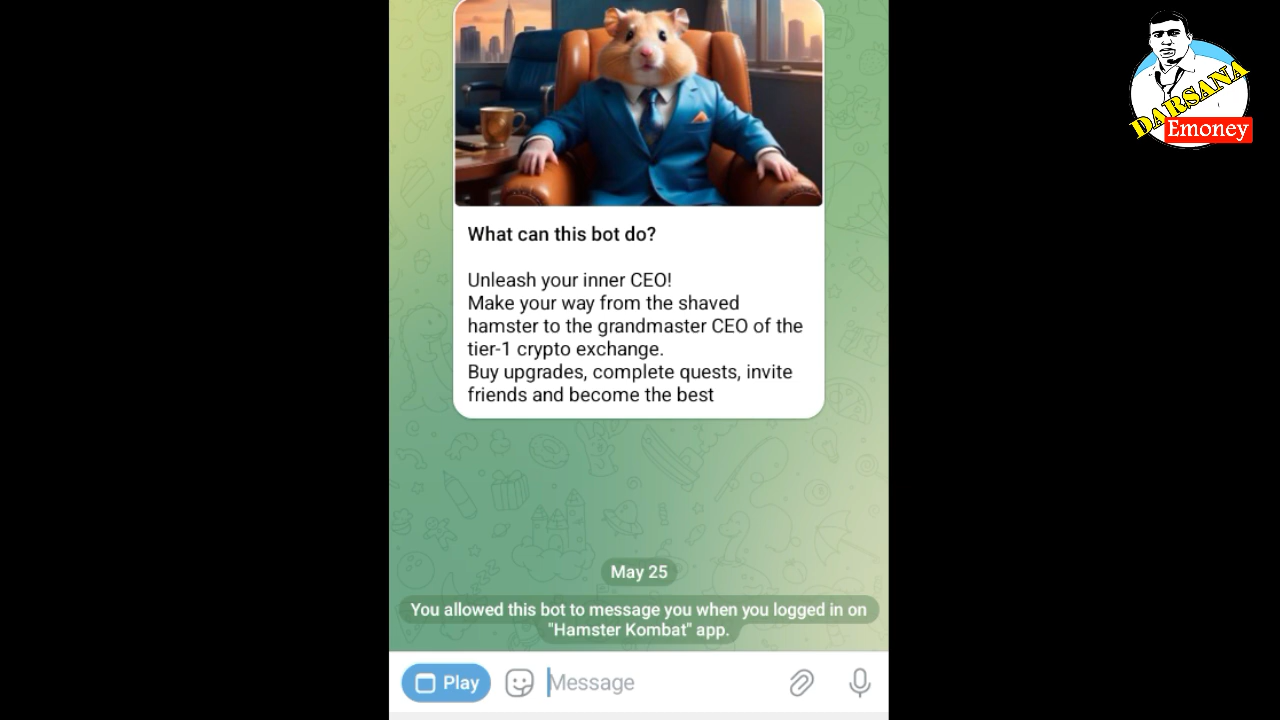 DARSANA
Emoney
What can this bot do?
Unleash your inner CEO!
Make your way from the shaved
hamster to the grandmaster CEO of the
tier-1 crypto exchange.
Buy upgrades, complete quests, invite
friends and become the best
May 25
You allowed this bot to message you when you logged in on
"Hamster Kombat" app.
Play
Message